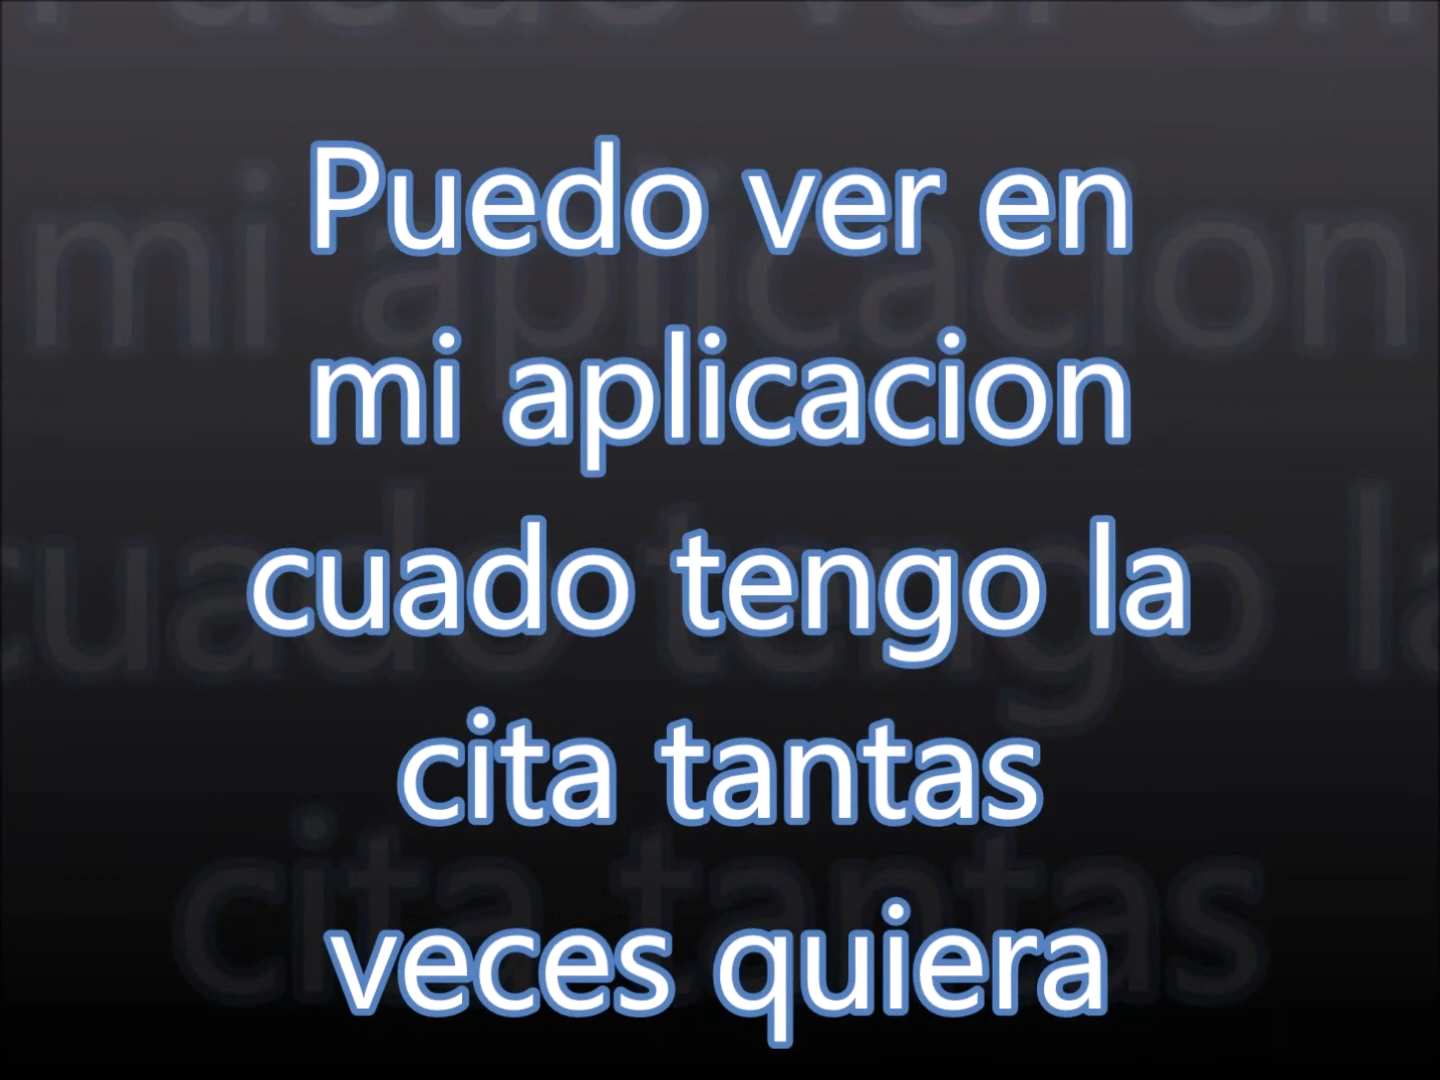 Puedo ver en
mi aplicacion
cuado tengo la
cita tantas
veces quiera